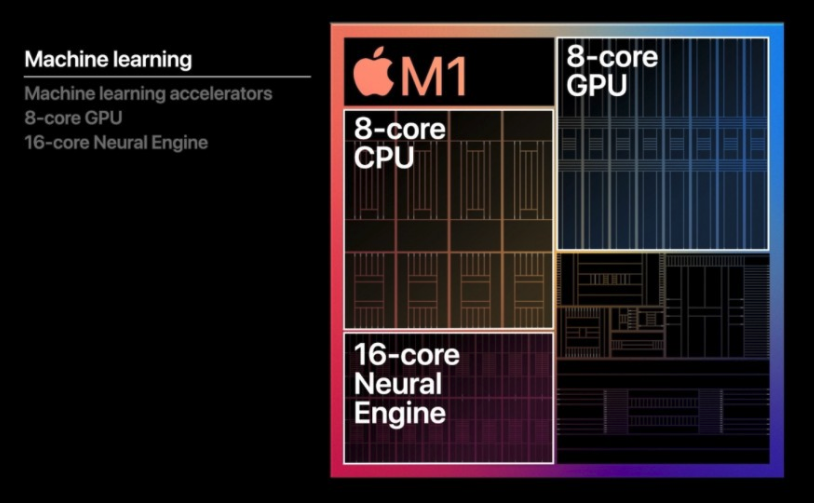 Machine learning
Machine learning accelerators
8-core GPU
16-core Neural Engine
M1
8-core
GPU
8-core
CPU
16-core
Neural
Engine